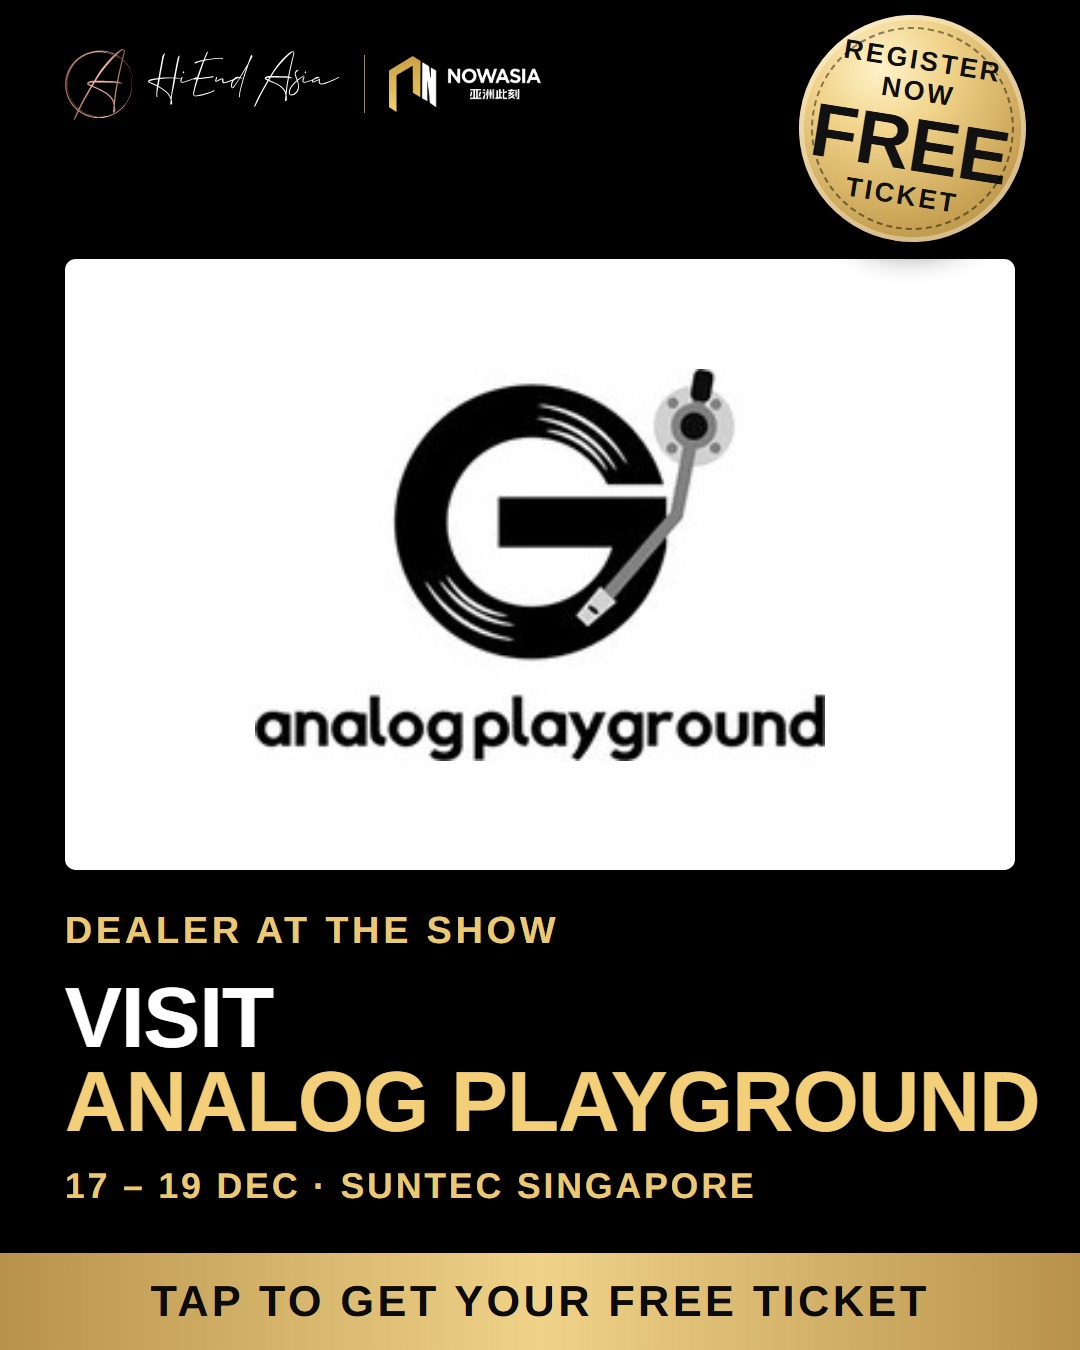 HiEnd Asia
NOWASIA
亚洲此刻
REGISTER
NOW
FREE
TICKET
analog playground
DEALER AT THE SHOW
VISIT
ANALOG PLAYGROUND
17 – 19 DEC · SUNTEC SINGAPORE
TAP TO GET YOUR FREE TICKET